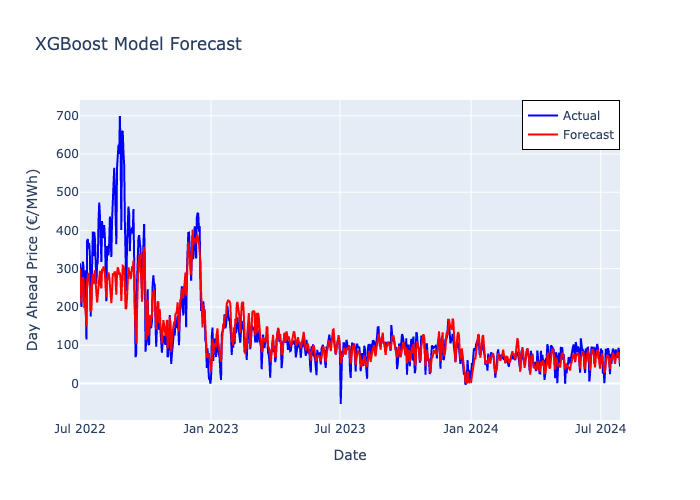 XGBoost Model Forecast
Actual
Forecast
Day Ahead Price (€/MWh)
700
600
500
400
300
200
100
0
Jul 2022
Jan 2023
Jul 2023
Jan 2024
Jul 2024
Date